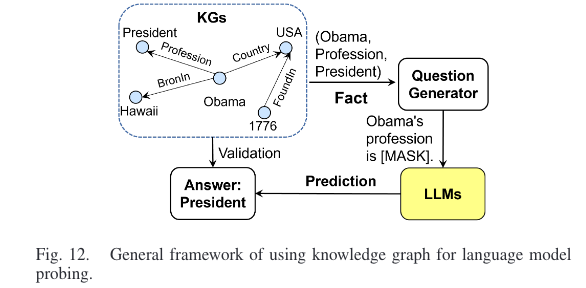 KGs
President
USA
Profession
Country
BronIn
FoundIn
Hawaii
Obama
1776
(Obama,
Profession,
President)
Fact
Question
Generator
Obama's
profession
is [MASK].
Validation
Answer:
President
Prediction
LLMs
Fig. 12. General framework of using knowledge graph for language model
probing.